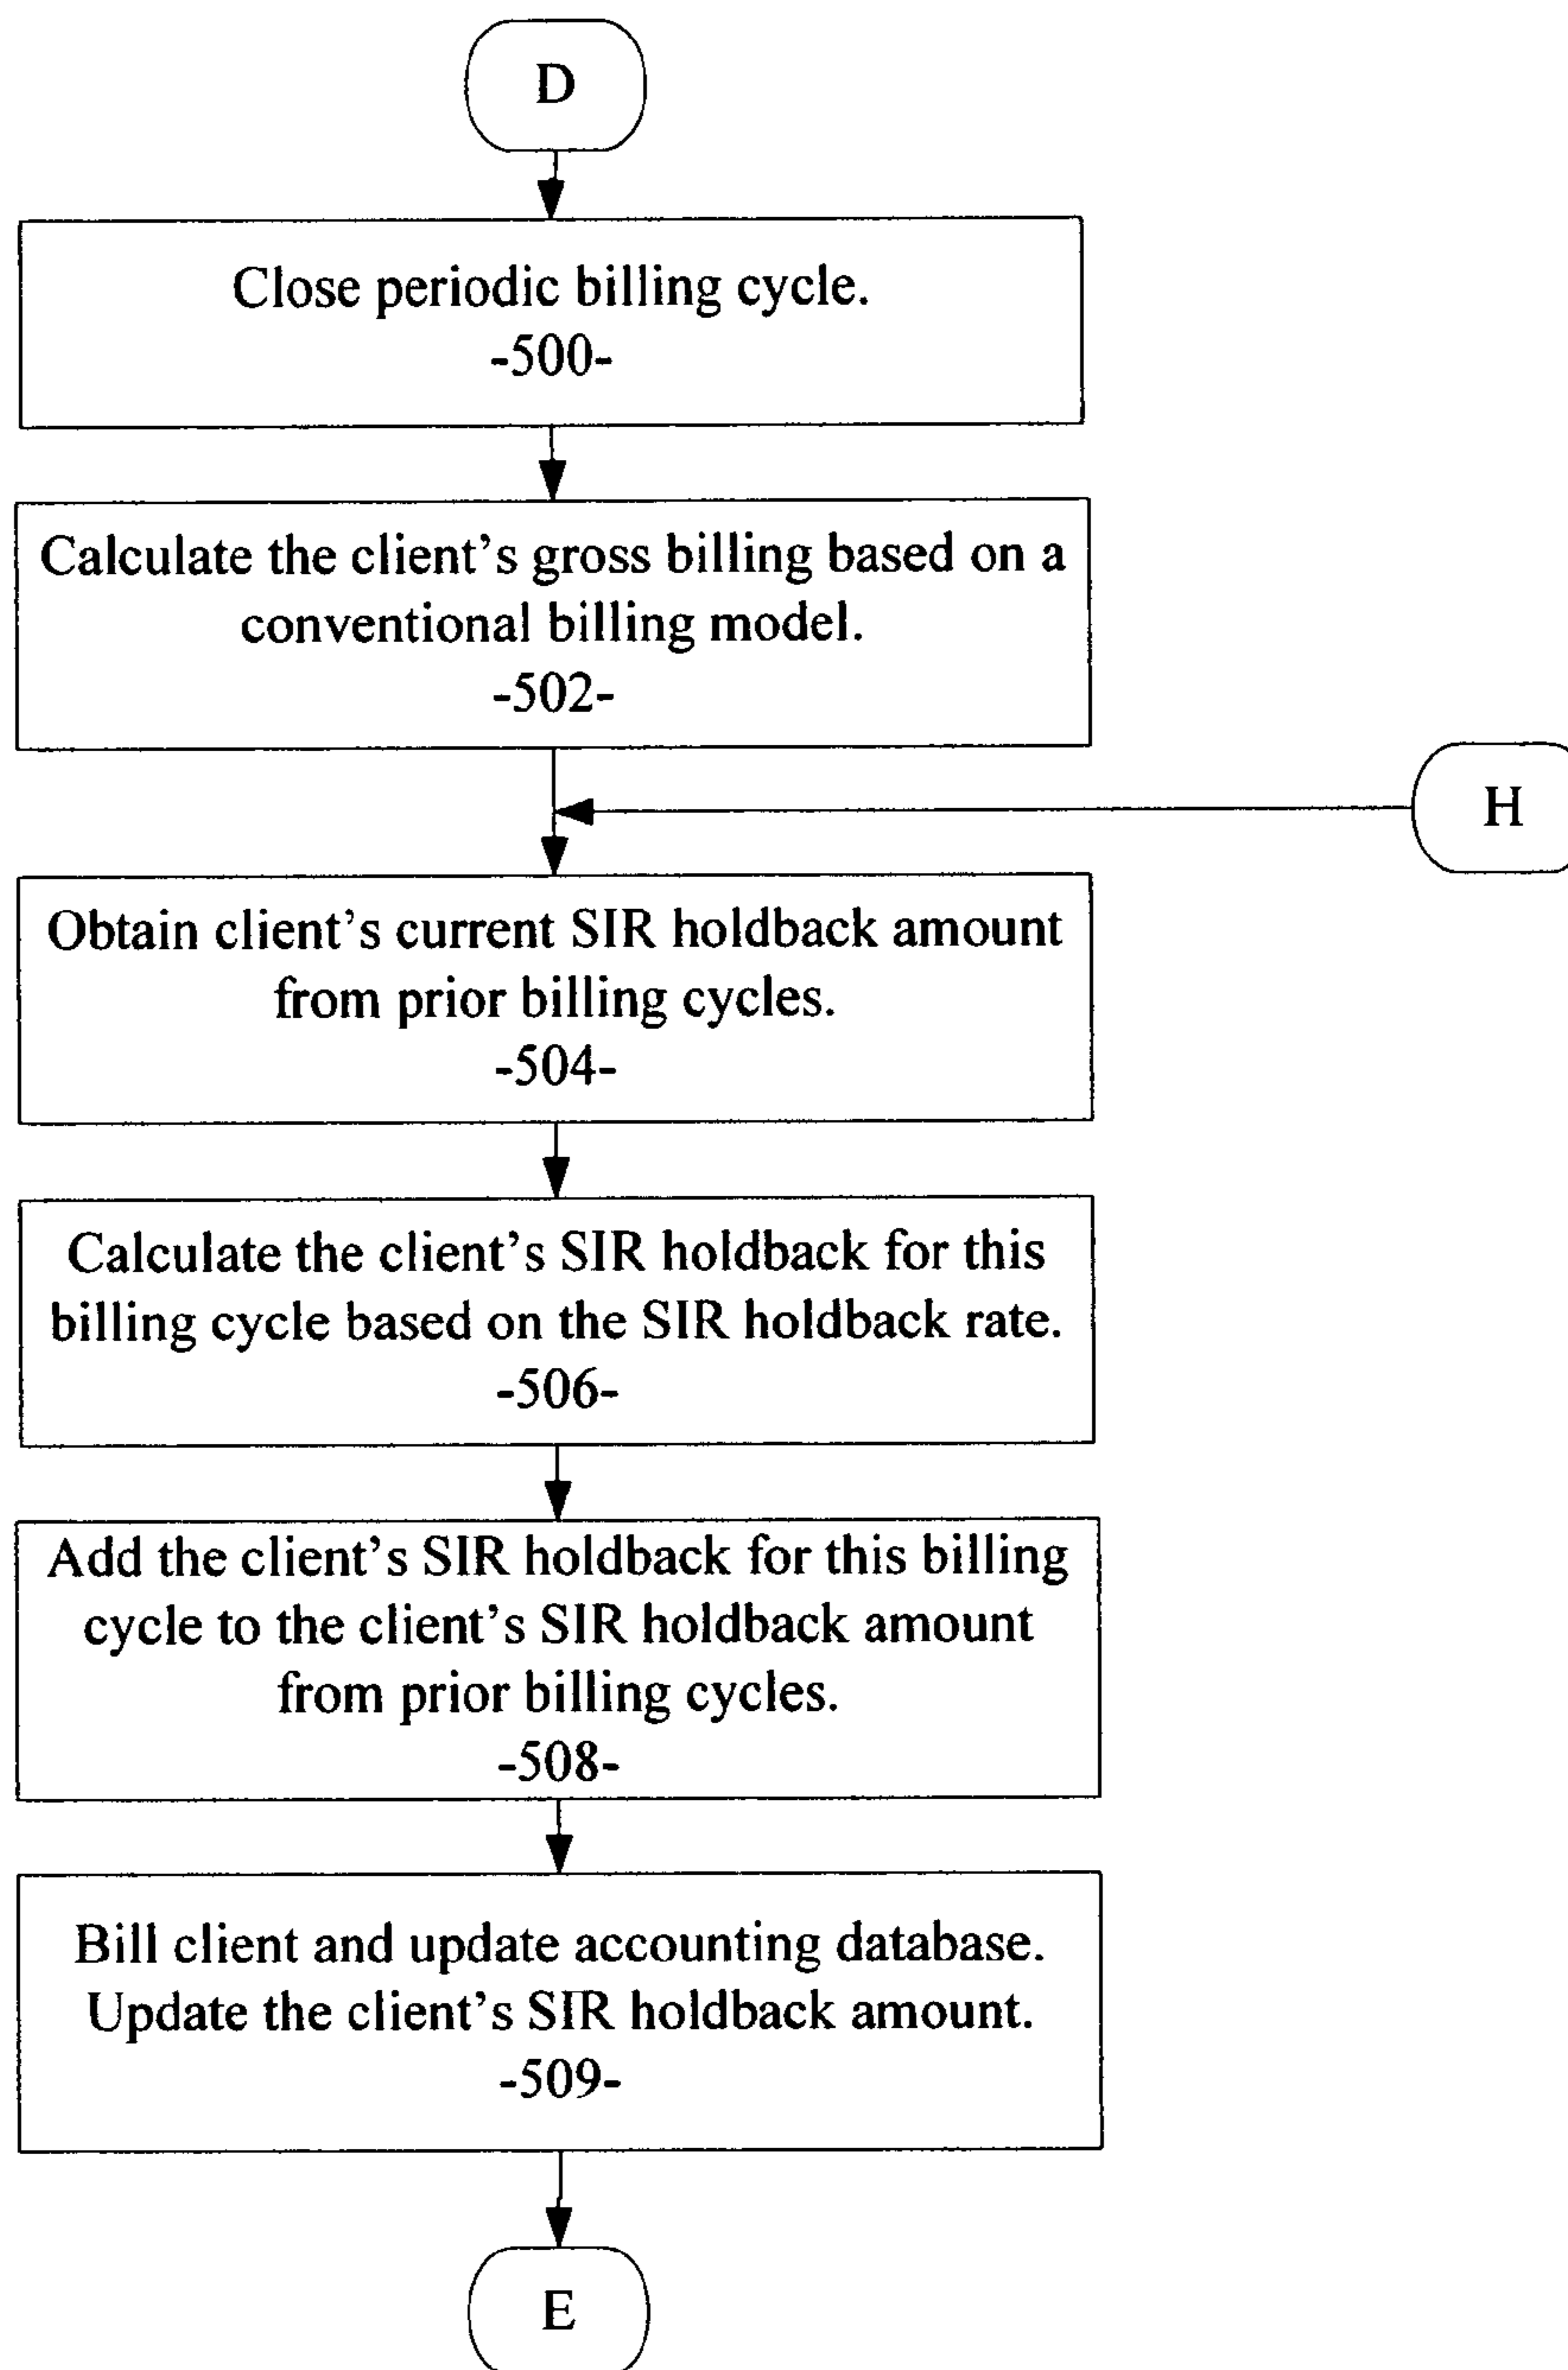 D
Close periodic billing cycle.
-500-
Calculate the client's gross billing based on a
conventional billing model.
-502-
H
Obtain client's current SIR holdback amount
from prior billing cycles.
-504-
Calculate the client's SIR holdback for this
billing cycle based on the SIR holdback rate.
-506-
Add the client's SIR holdback for this billing
cycle to the client's SIR holdback amount
from prior billing cycles.
-508-
Bill client and update accounting database.
Update the client's SIR holdback amount.
-509-
E